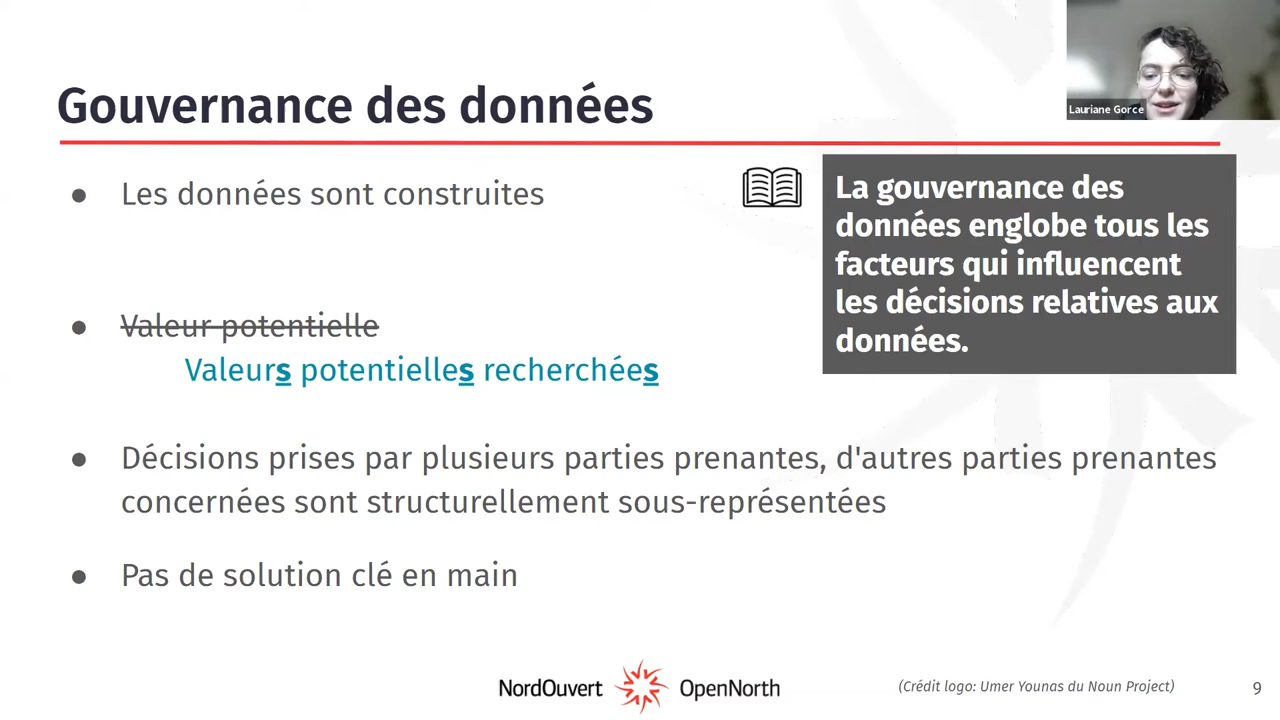 Gouvernance des données
Lauriane Gorce
● Les données sont construites
La gouvernance des
données englobe tous les
facteurs qui influencent
les décisions relatives aux
données.
● Valeur potentielle
Valeurs potentielles recherchées
● Décisions prises par plusieurs parties prenantes, d'autres parties prenantes
concernées sont structurellement sous-représentées
● Pas de solution clé en main
NordOuvert OpenNorth
(Crédit logo: Umer Younas du Noun Project)
9